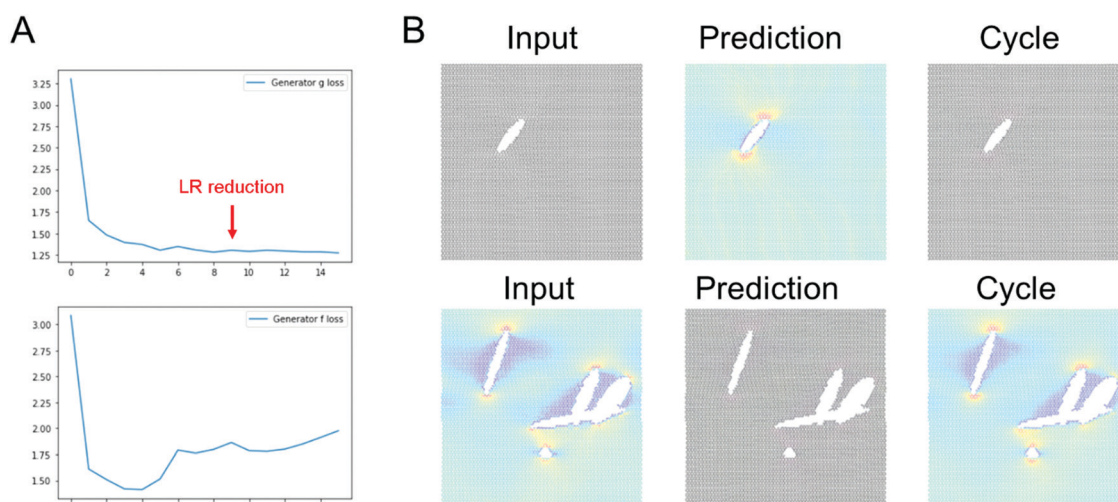 A
B
Input
Prediction
Cycle
Generator g loss
3.25
3.00
2.75
2.50
2.25
2.00
1.75
1.50
1.25
LR reduction
0 2 4 6 8 10 12 14
Input
Prediction
Cycle
Generator f loss
3.00
2.75
2.50
2.25
2.00
1.75
1.50